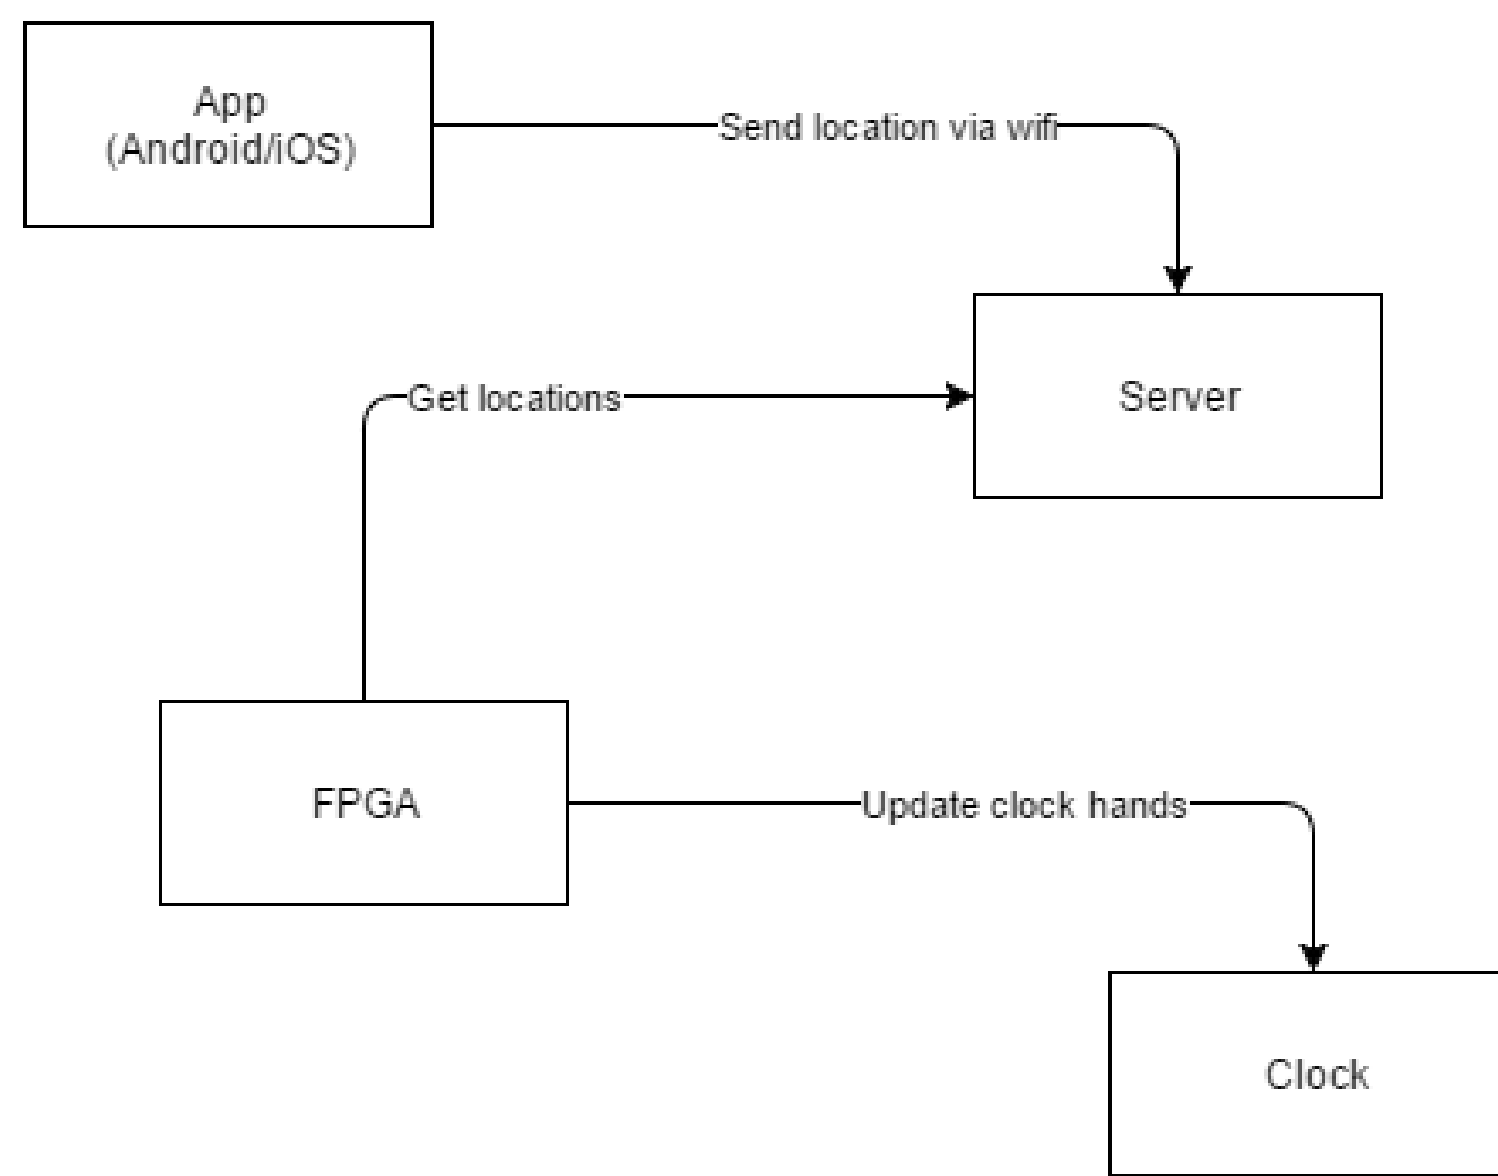 App
(Android/iOS)
Send location via wifi
Get locations
Server
FPGA
Update clock hands
Clock